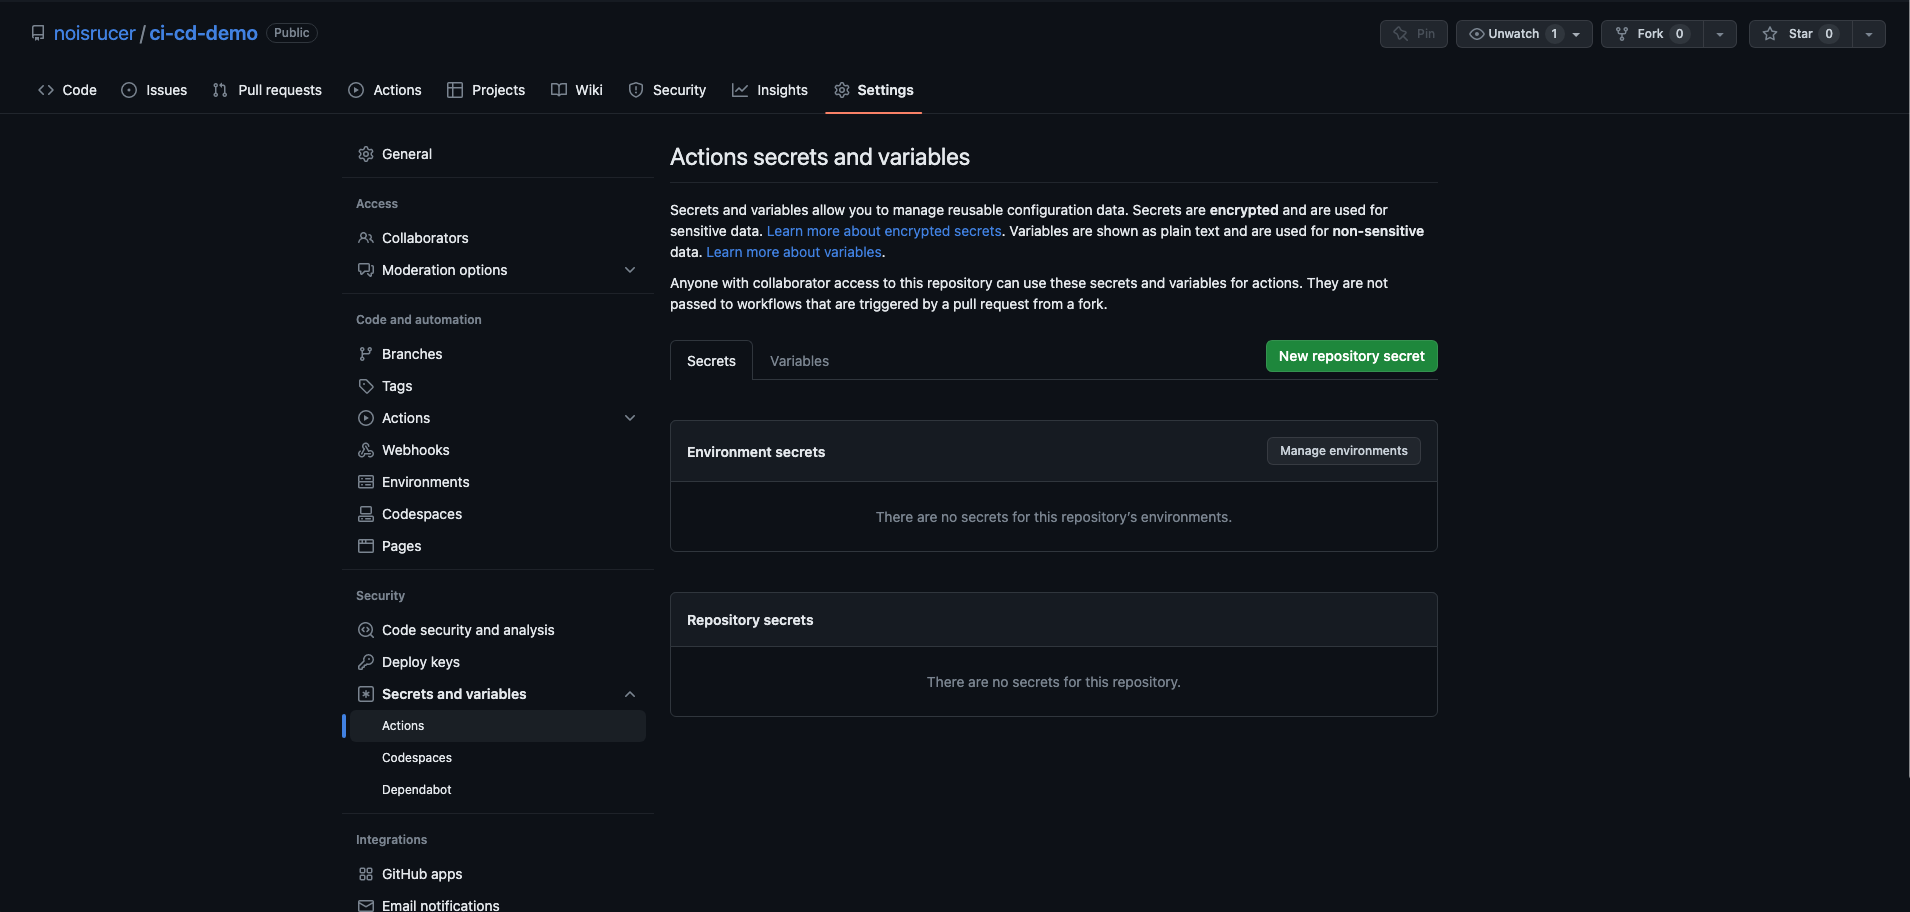 noisrucer / ci-cd-demo Public
Pin Unwatch 1 Fork 0 Star 0
Code Issues Pull requests Actions Projects Wiki Security Insights Settings
General
Access
Collaborators
Moderation options
Code and automation
Branches
Tags
Actions
Webhooks
Environments
Codespaces
Pages
Security
Code security and analysis
Deploy keys
Secrets and variables
Actions
Codespaces
Dependabot
Integrations
GitHub apps
Email notifications
Actions secrets and variables
Secrets and variables allow you to manage reusable configuration data. Secrets are encrypted and are used for
sensitive data. Learn more about encrypted secrets. Variables are shown as plain text and are used for non-sensitive
data. Learn more about variables.
Anyone with collaborator access to this repository can use these secrets and variables for actions. They are not
passed to workflows that are triggered by a pull request from a fork.
Secrets Variables New repository secret
Environment secrets Manage environments
There are no secrets for this repository’s environments.
Repository secrets
There are no secrets for this repository.